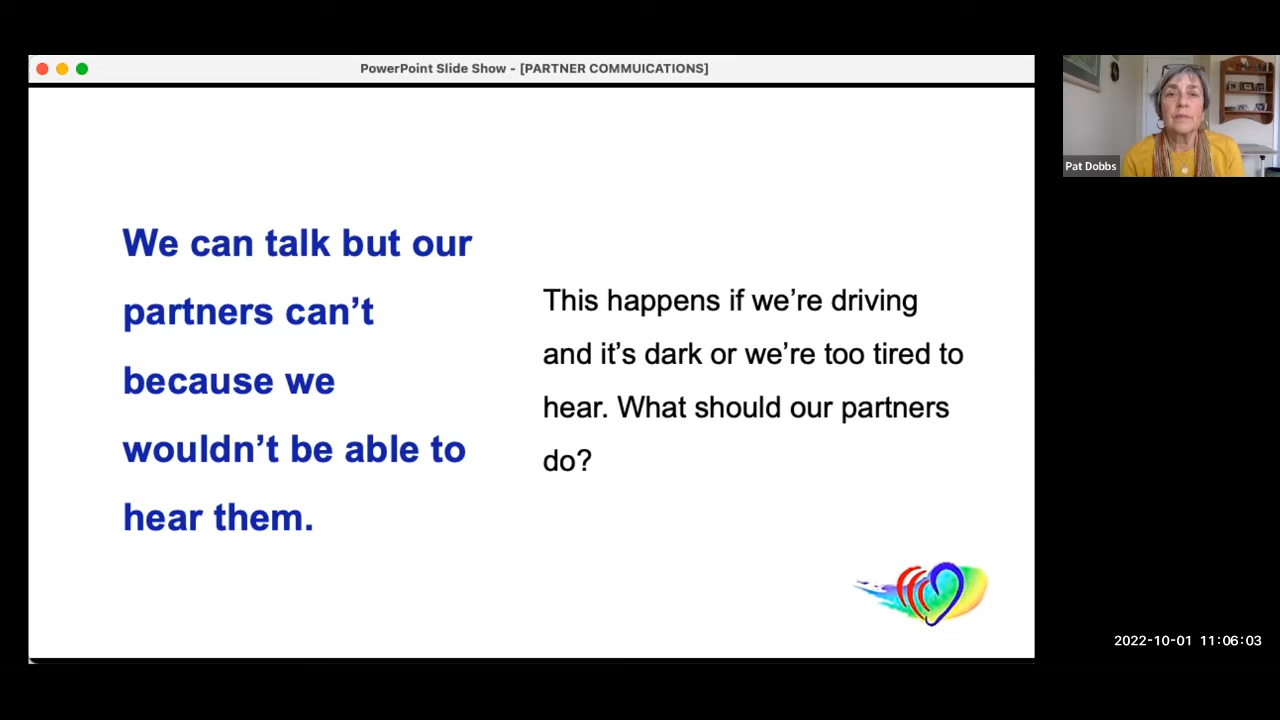 PowerPoint Slide Show - [PARTNER COMMUICATIONS]
We can talk but our
partners can’t
because we
wouldn’t be able to
hear them.
This happens if we’re driving
and it’s dark or we’re too tired to
hear. What should our partners
do?
Pat Dobbs
2022-10-01 11:06:03